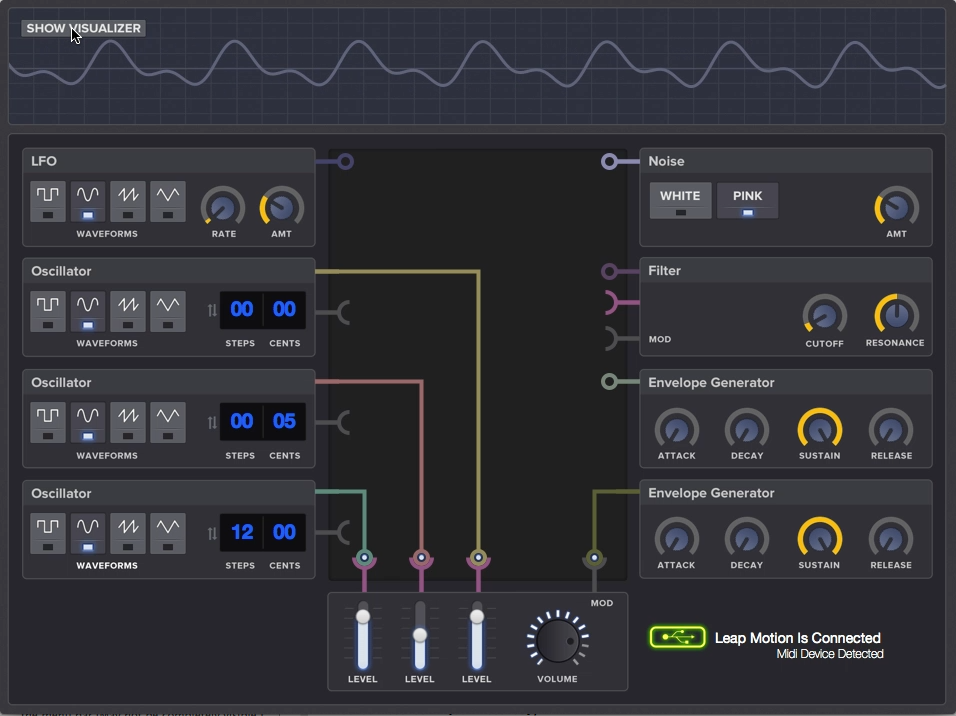 SHOW VISUALIZER
LFO
WAVEFORMS
RATE
AMT
Noise
WHITE
PINK
AMT
Oscillator
00 00
WAVEFORMS
STEPS
CENTS
Filter
MOD
CUTOFF
RESONANCE
Oscillator
00 05
WAVEFORMS
STEPS
CENTS
Envelope Generator
ATTACK
DECAY
SUSTAIN
RELEASE
Oscillator
12 00
WAVEFORMS
STEPS
CENTS
Envelope Generator
ATTACK
DECAY
SUSTAIN
RELEASE
MOD
LEVEL
LEVEL
LEVEL
VOLUME
Leap Motion Is Connected
Midi Device Detected